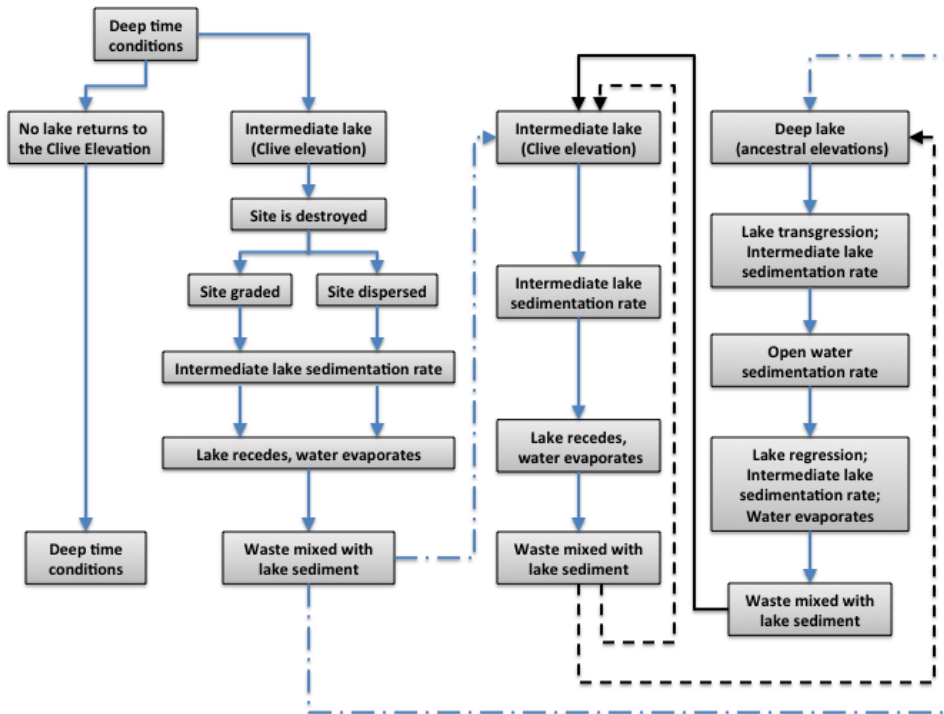 Deep time
conditions
No lake returns to
the Clive Elevation
Deep time
conditions
Intermediate lake
(Clive elevation)
Site is destroyed
Site graded
Site dispersed
Intermediate lake sedimentation rate
Lake recedes, water evaporates
Waste mixed with
lake sediment
Intermediate lake
(Clive elevation)
Intermediate lake
sedimentation rate
Lake recedes,
water evaporates
Waste mixed with
lake sediment
Deep lake
(ancestral elevations)
Lake transgression;
Intermediate lake
sedimentation rate
Open water
sedimentation rate
Lake regression;
Intermediate lake
sedimentation rate;
Water evaporates
Waste mixed with
lake sediment